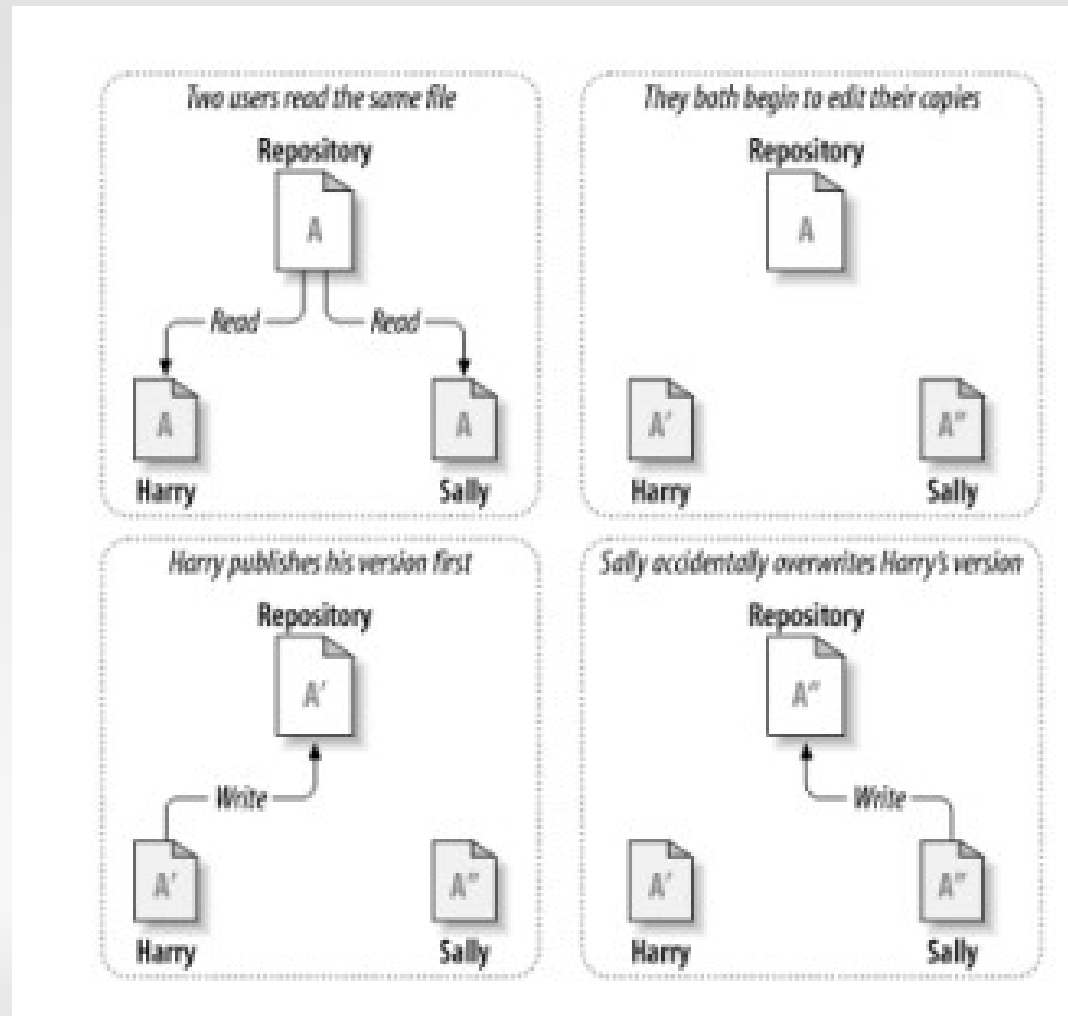 Two users read the same file
Repository
A
Read Read
A A
Harry Sally
They both begin to edit their copies
Repository
A
A' A"
Harry Sally
Harry publishes his version first
Repository
A'
Write
A' A"
Harry Sally
Sally accidentally overwrites Harry's version
Repository
A"
Write
A' A"
Harry Sally